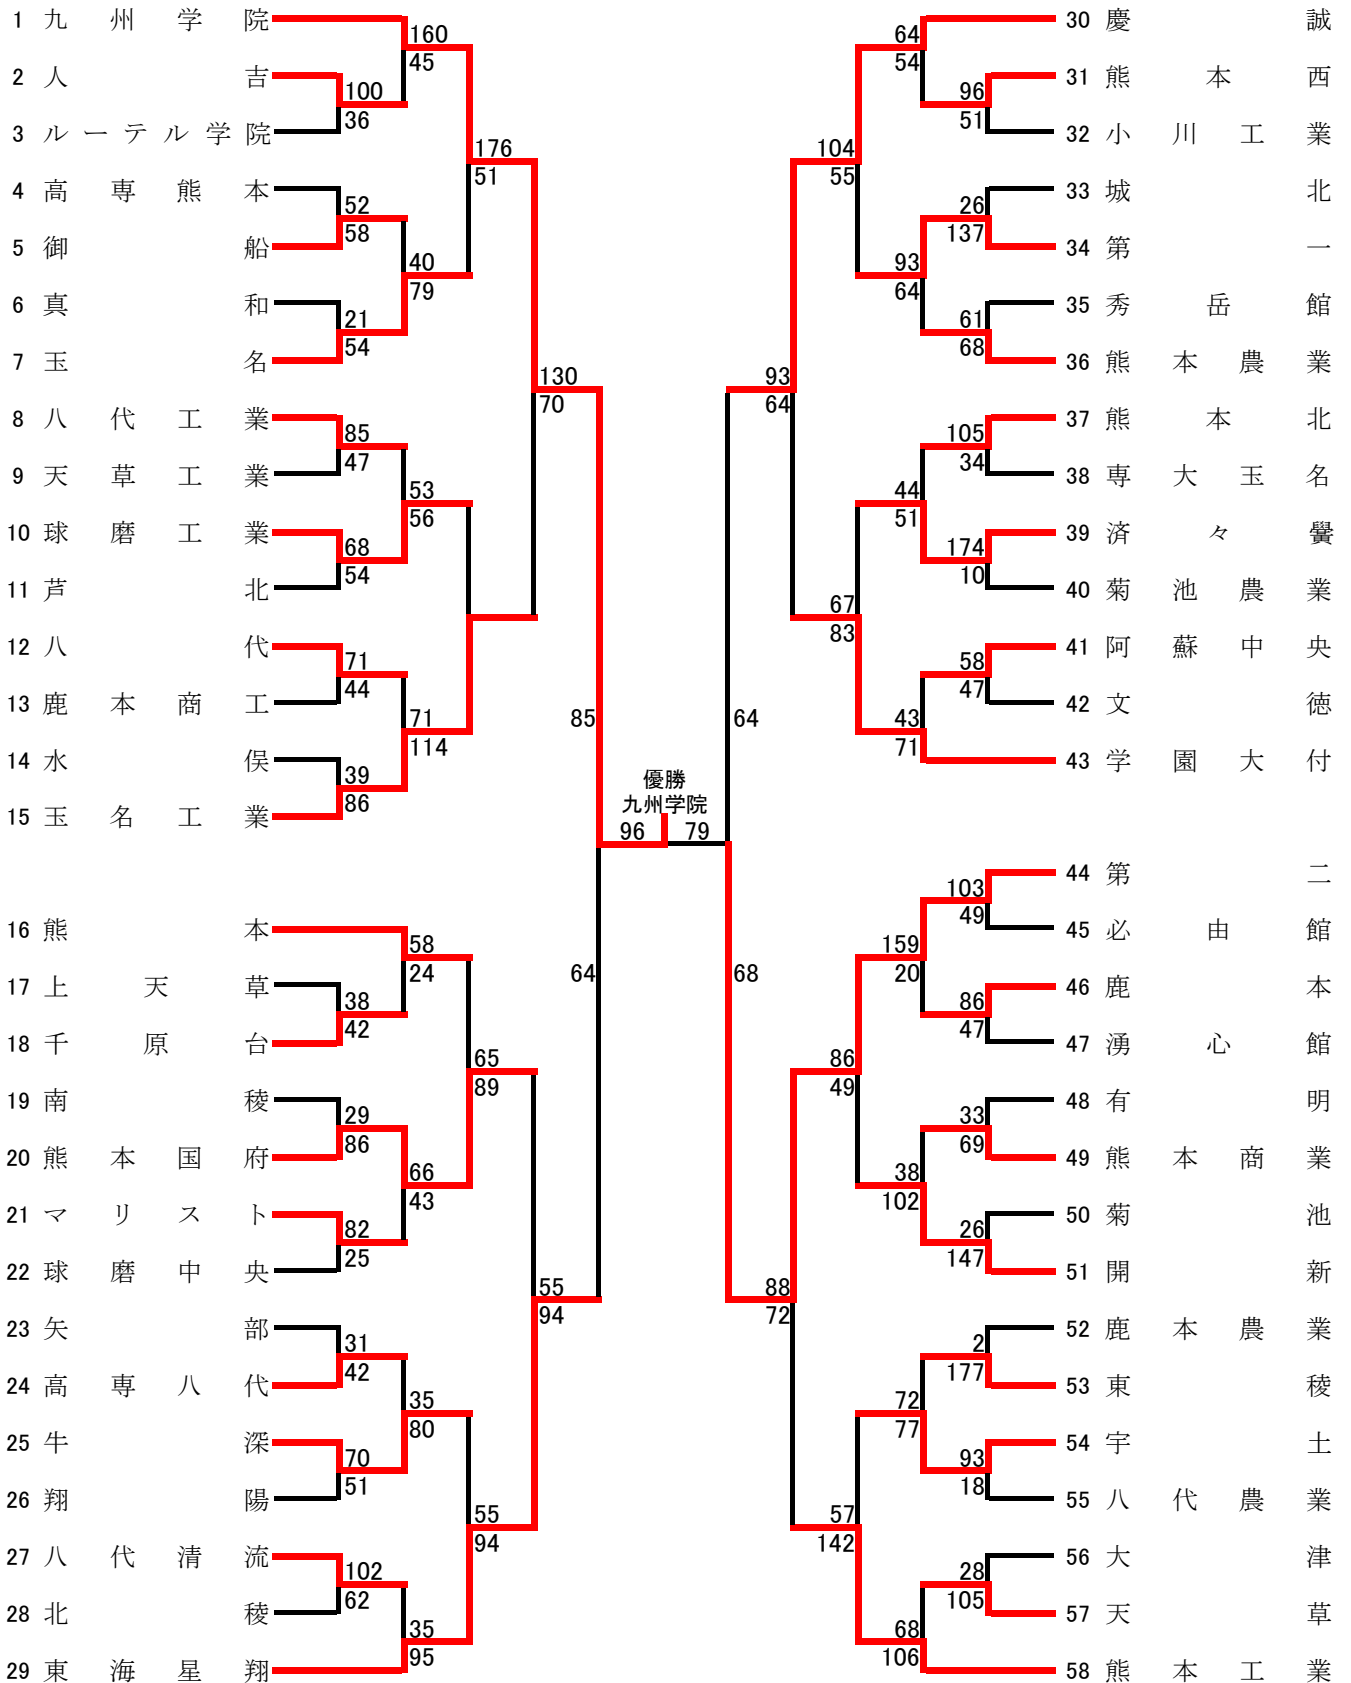 1 九州学院
2 人吉
3 ルーテル学院
4 高専熊本
5 御船
6 真和
7 玉名
8 八代工業
9 天草工業
10 球磨工業
11 芦北
12 八代
13 鹿本商工
14 水俣
15 玉名工業
16 熊本
17 上天草
18 千原台
19 南稜
20 熊本国府
21 マリスト
22 球磨中央
23 矢部
24 高専八代
25 牛深
26 翔陽
27 八代清流
28 北稜
29 東海星翔
160
45
100
36
176
51
52
58
40
79
21
54
130
70
85
47
53
56
68
54
71
44
71
114
39
86
85
58
24
38
42
65
89
29
86
66
43
82
25
64
55
94
31
42
35
80
70
51
55
94
102
62
35
95
優勝
九州学院
96 79
64
54
96
51
104
55
26
137
93
64
61
68
93
64
105
34
44
51
174
10
67
83
58
47
43
71
64
103
49
159
20
86
47
86
49
33
69
38
102
26
147
68
88
72
2
177
72
77
93
18
57
142
28
105
68
106
30 慶誠
31 熊本西
32 小川工業
33 城北
34 第一
35 秀岳館
36 熊本農業
37 熊本北
38 専大玉名
39 済々黌
40 菊池農業
41 阿蘇中央
42 文徳
43 学園大付
44 第二
45 必由館
46 鹿本
47 湧心館
48 有明
49 熊本商業
50 菊池
51 開新
52 鹿本農業
53 東稜
54 宇土
55 八代農業
56 大津
57 天草
58 熊本工業